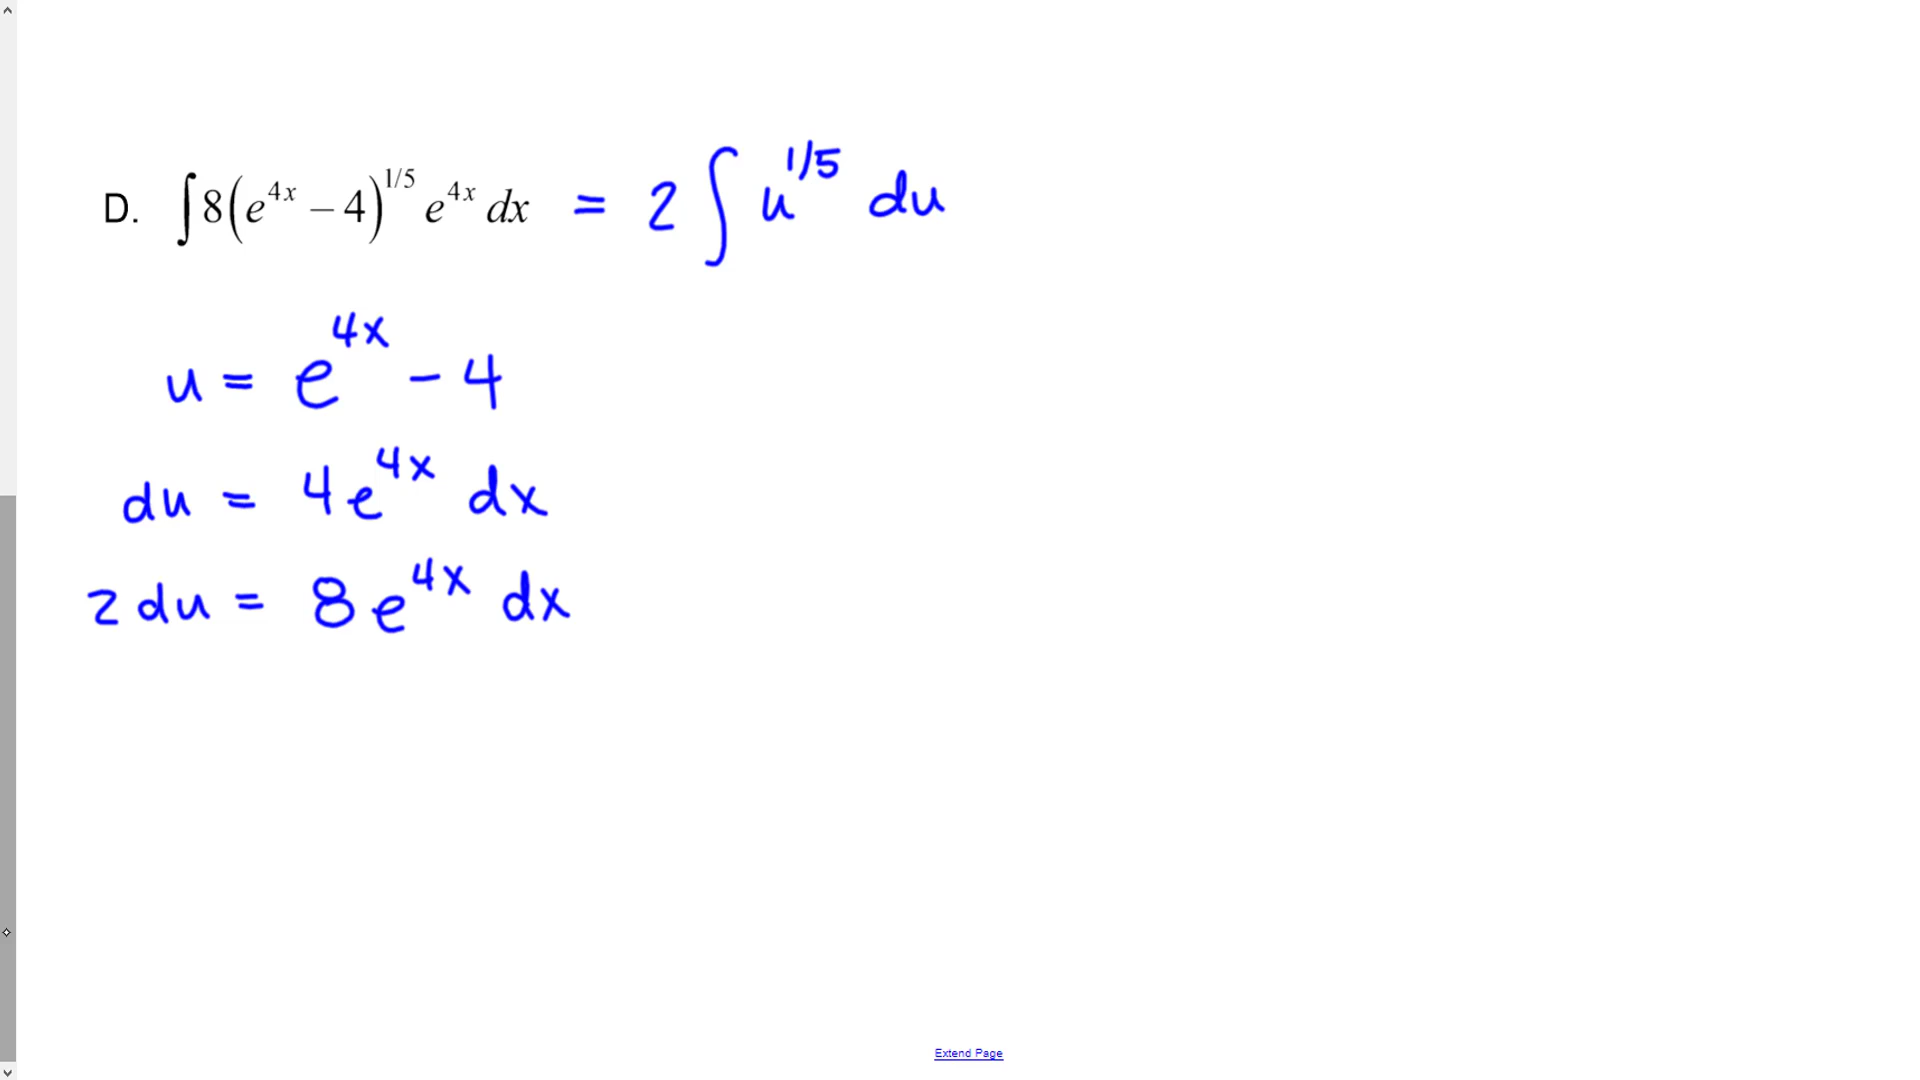 D. ∫8(e^{4x} – 4)^{1/5} e^{4x} dx = 2 ∫ u^{1/5} du
u = e^{4x} - 4
du = 4e^{4x} dx
2 du = 8e^{4x} dx
Extend Page